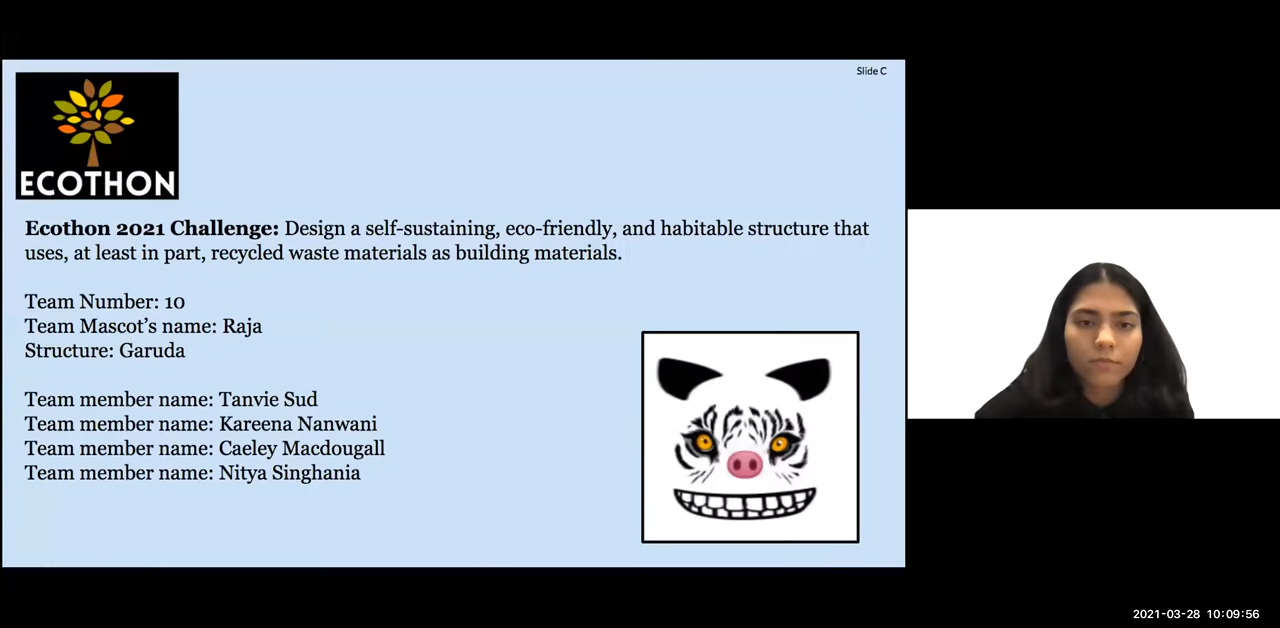 Slide C
ECOTHON
Ecothon 2021 Challenge: Design a self-sustaining, eco-friendly, and habitable structure that
uses, at least in part, recycled waste materials as building materials.
Team Number: 10
Team Mascot’s name: Raja
Structure: Garuda
Team member name: Tanvie Sud
Team member name: Kareena Nanwani
Team member name: Caeley Macdougall
Team member name: Nitya Singhania
2021-03-28 10:09:56